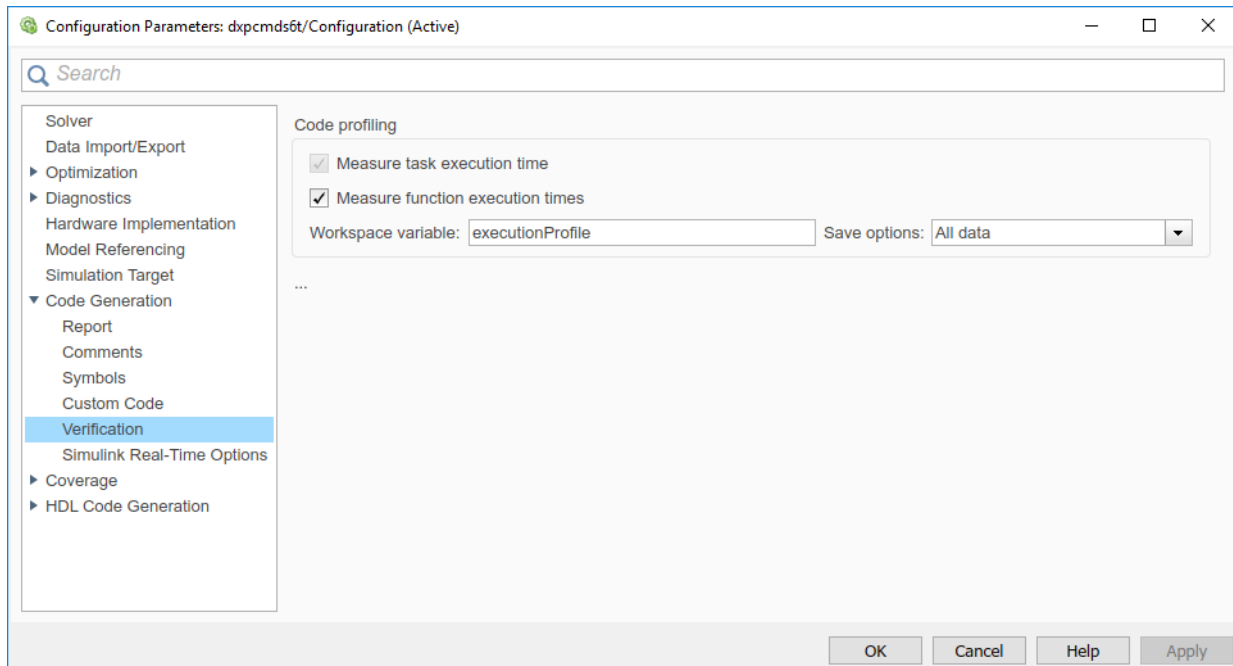 Configuration Parameters: dxpcmds6t/Configuration (Active)
Search
Solver
Data Import/Export
Optimization
Diagnostics
Hardware Implementation
Model Referencing
Simulation Target
Code Generation
Report
Comments
Symbols
Custom Code
Verification
Simulink Real-Time Options
Coverage
HDL Code Generation
Code profiling
Measure task execution time
Measure function execution times
Workspace variable: executionProfile Save options: All data
...
OK Cancel Help Apply